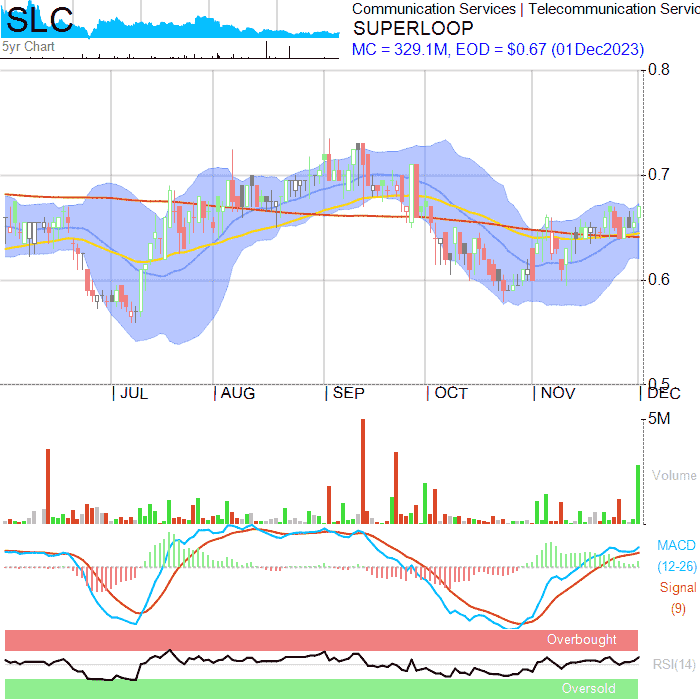 SLC
5yr Chart
Communication Services | Telecommunication Servic
SUPERLOOP
MC = 329.1M, EOD = $0.67 (01Dec2023)
0.8
0.7
0.6
0.5
| JUL
| AUG
| SEP
| OCT
| NOV
| DEC
5M
Volume
MACD
(12-26)
Signal
(9)
Overbought
RSI(14)
Oversold